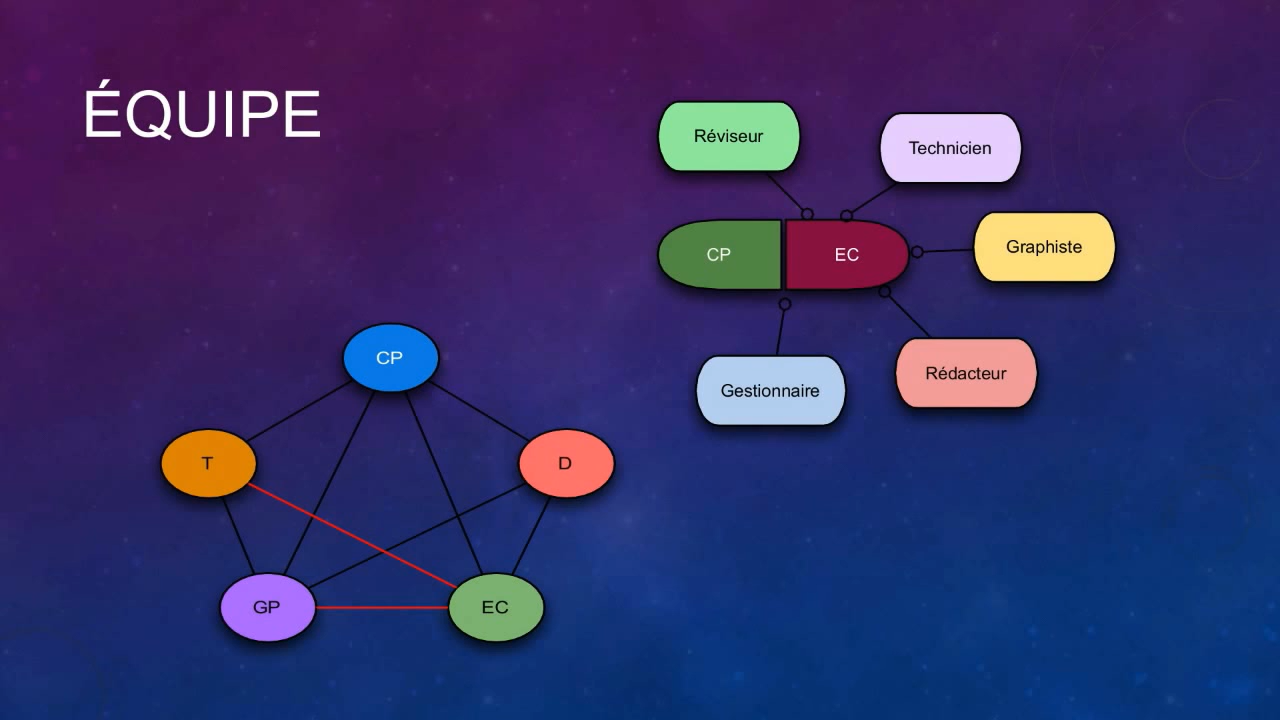 ÉQUIPE
Réviseur
Technicien
CP
EC
Graphiste
Gestionnaire
Rédacteur
CP
T
D
GP
EC